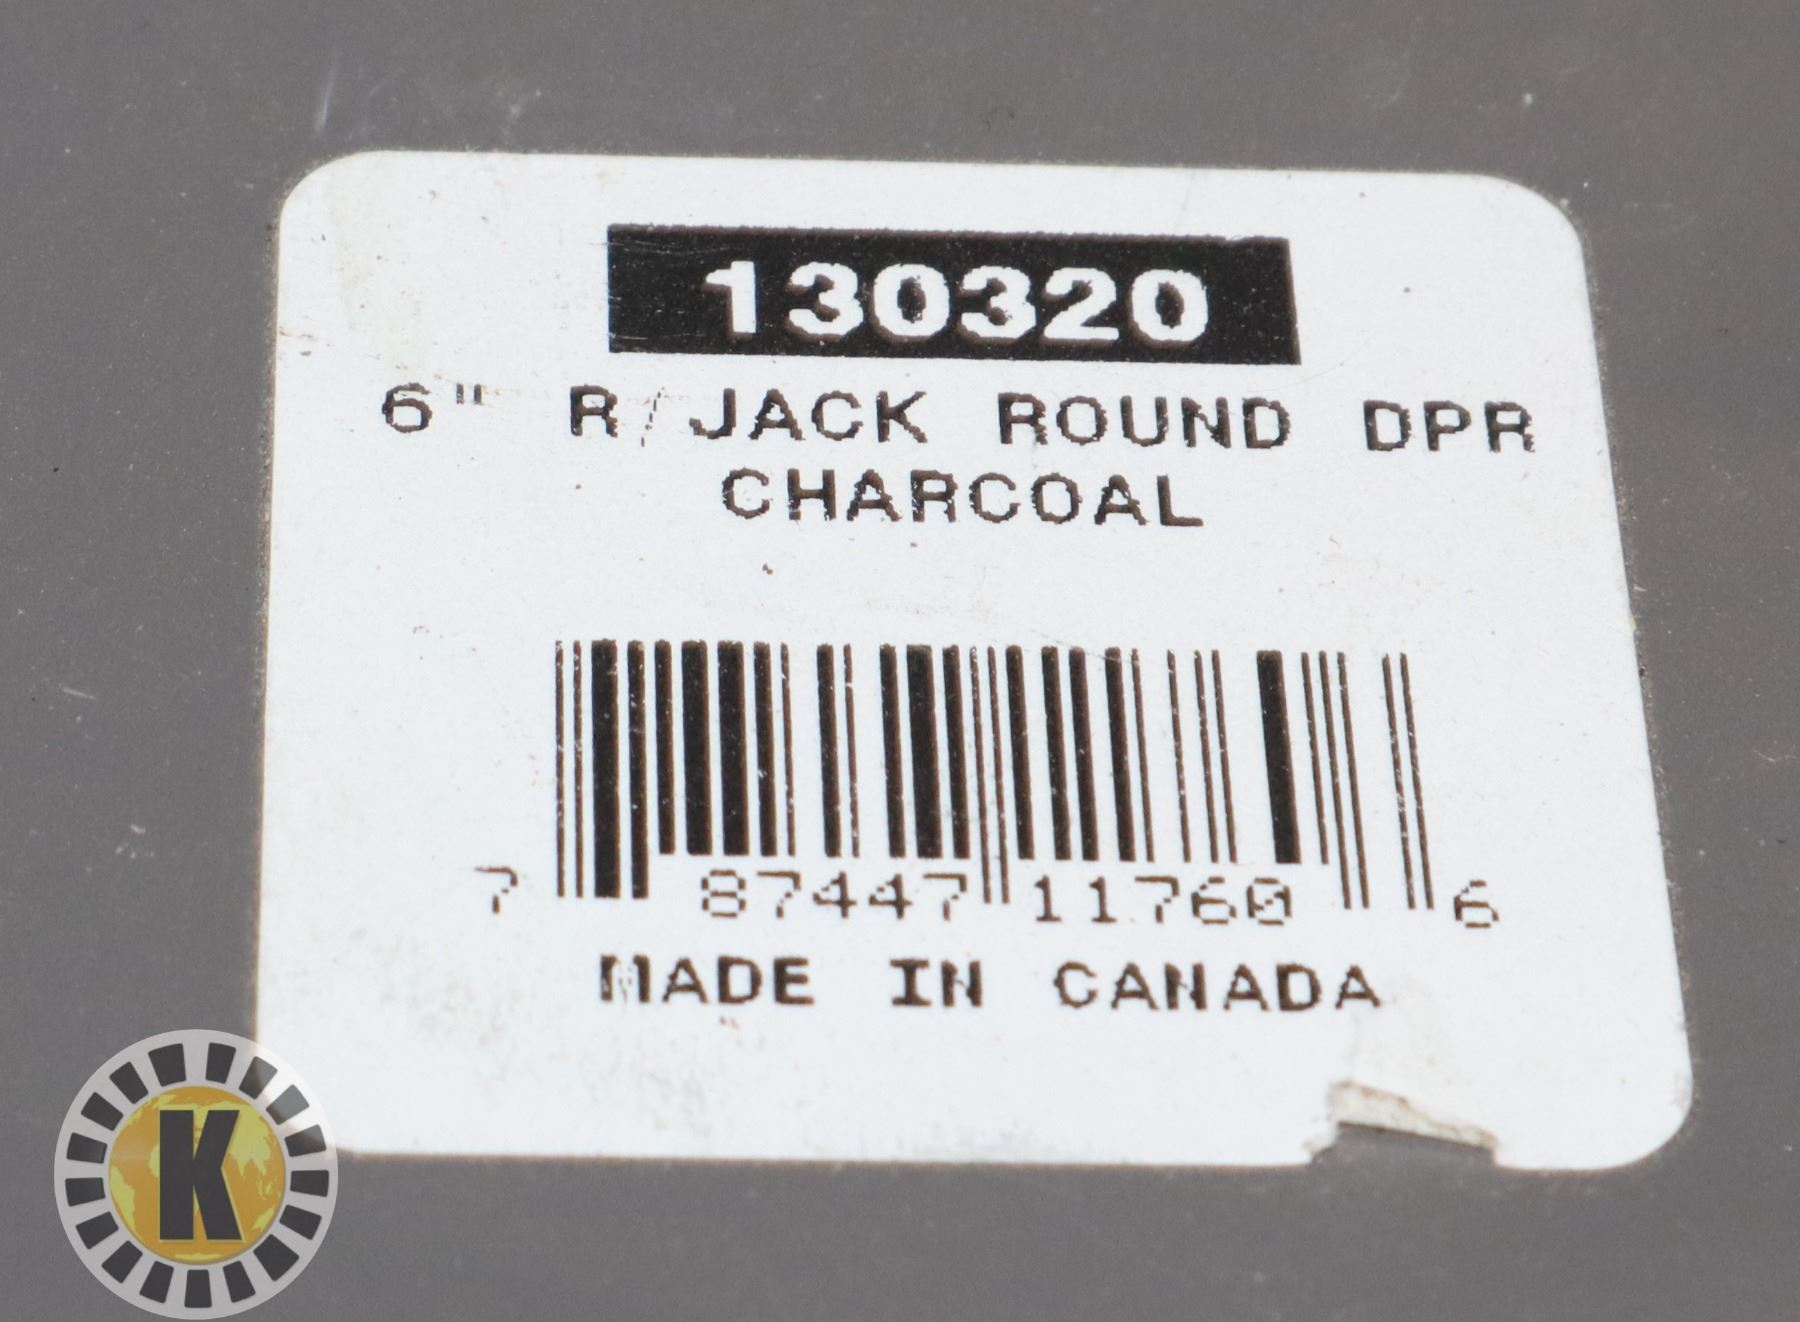 130320
6" R/JACK ROUND DPR
CHARCOAL
7 87447 11760 6
MADE IN CANADA
K